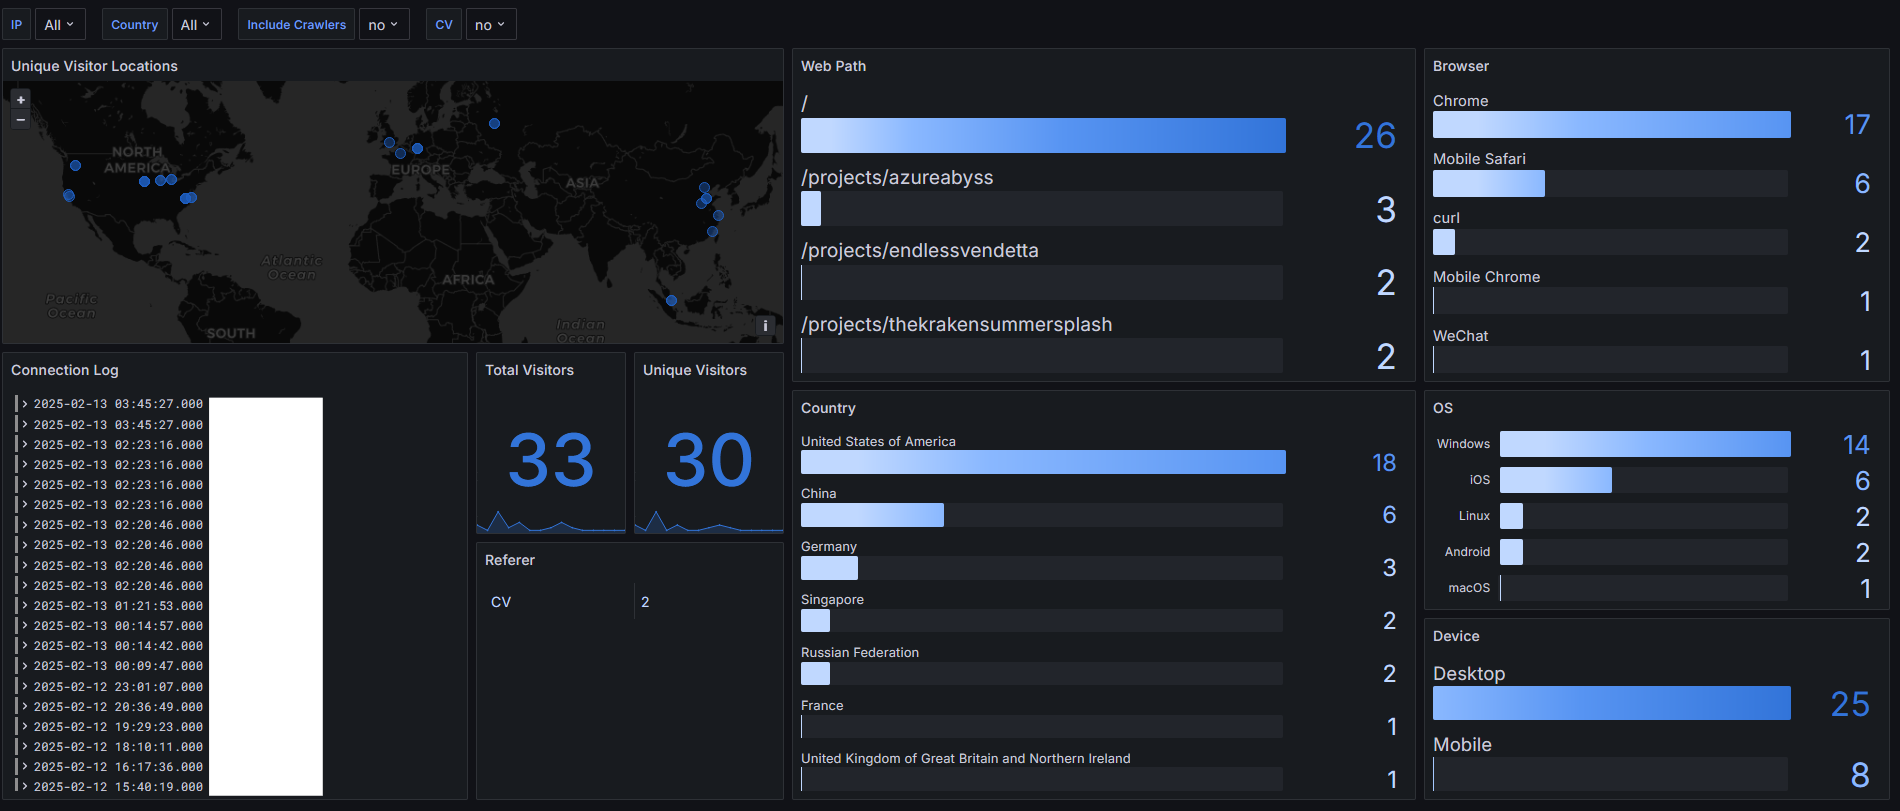 IP All Country All Include Crawlers no CV no
Unique Visitor Locations
+
−
NORTH
AMERICA
EUROPE
ASIA
Atlantic
Ocean
AFRICA
Pacific
Ocean
SOUTH
Indian
Ocean
i
Connection Log
2025-02-13 03:45:27.000
2025-02-13 03:45:27.000
2025-02-13 02:23:16.000
2025-02-13 02:23:16.000
2025-02-13 02:23:16.000
2025-02-13 02:23:16.000
2025-02-13 02:20:46.000
2025-02-13 02:20:46.000
2025-02-13 02:20:46.000
2025-02-13 02:20:46.000
2025-02-13 01:21:53.000
2025-02-13 00:14:57.000
2025-02-13 00:14:42.000
2025-02-13 00:09:47.000
2025-02-12 23:01:07.000
2025-02-12 20:36:49.000
2025-02-12 19:29:23.000
2025-02-12 18:10:11.000
2025-02-12 16:17:36.000
2025-02-12 15:40:19.000
Total Visitors
33
Unique Visitors
30
Referer
CV 2
Web Path
/
26
/projects/azureabyss
3
/projects/endlessvendetta
2
/projects/thekrakensummersplash
2
Country
United States of America
18
China
6
Germany
3
Singapore
2
Russian Federation
2
France
1
United Kingdom of Great Britain and Northern Ireland
1
Browser
Chrome
17
Mobile Safari
6
curl
2
Mobile Chrome
1
WeChat
1
OS
Windows 14
iOS 6
Linux 2
Android 2
macOS 1
Device
Desktop
25
Mobile
8